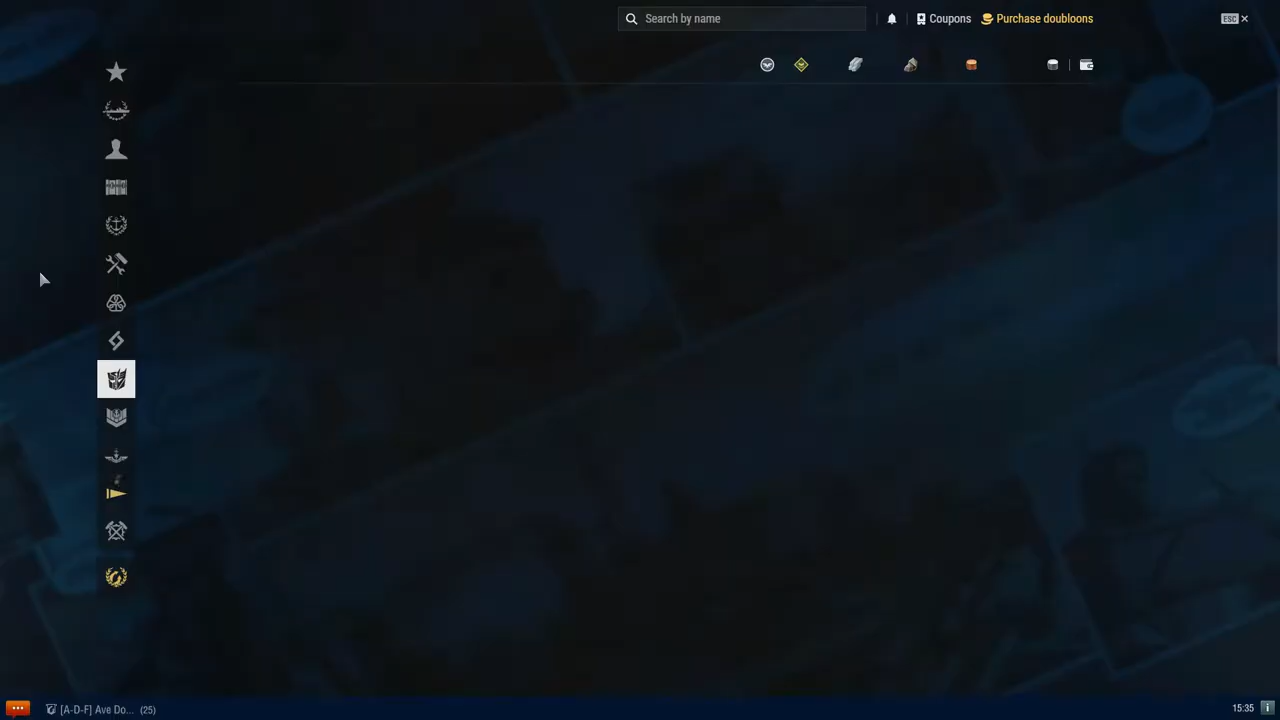 Search by name
Coupons
Purchase doubloons
ESC
[A-D-F] Ave Do... (25)
15:35